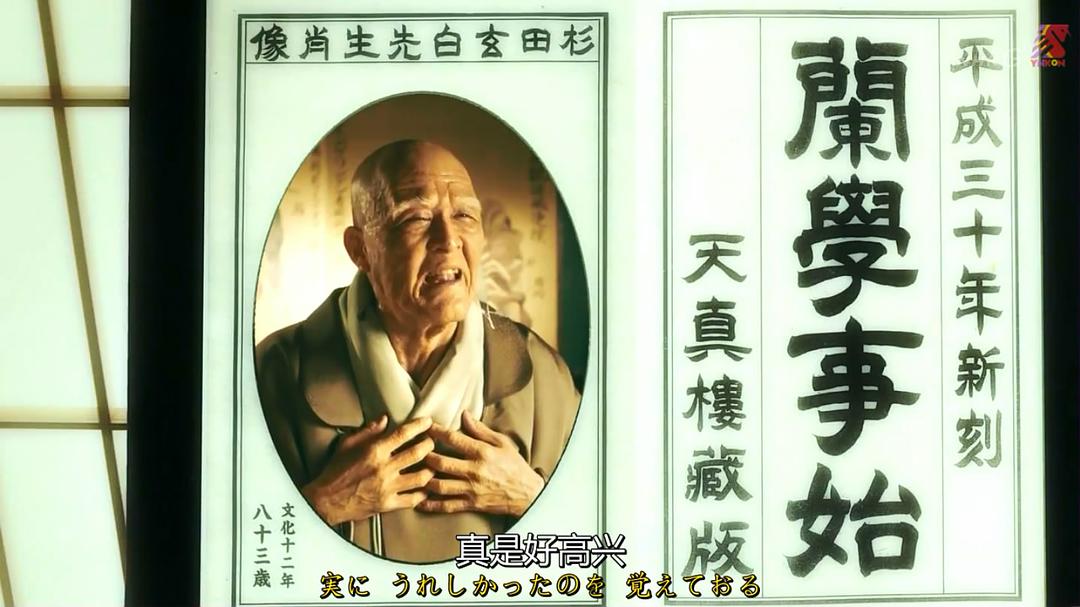 平成三十年新刻
蘭學事始
天真樓藏版
杉田玄白先生肖像
文化十二年
八十三歳
真是好高兴
実に うれしかったのを 覚えておる
YYeKOM